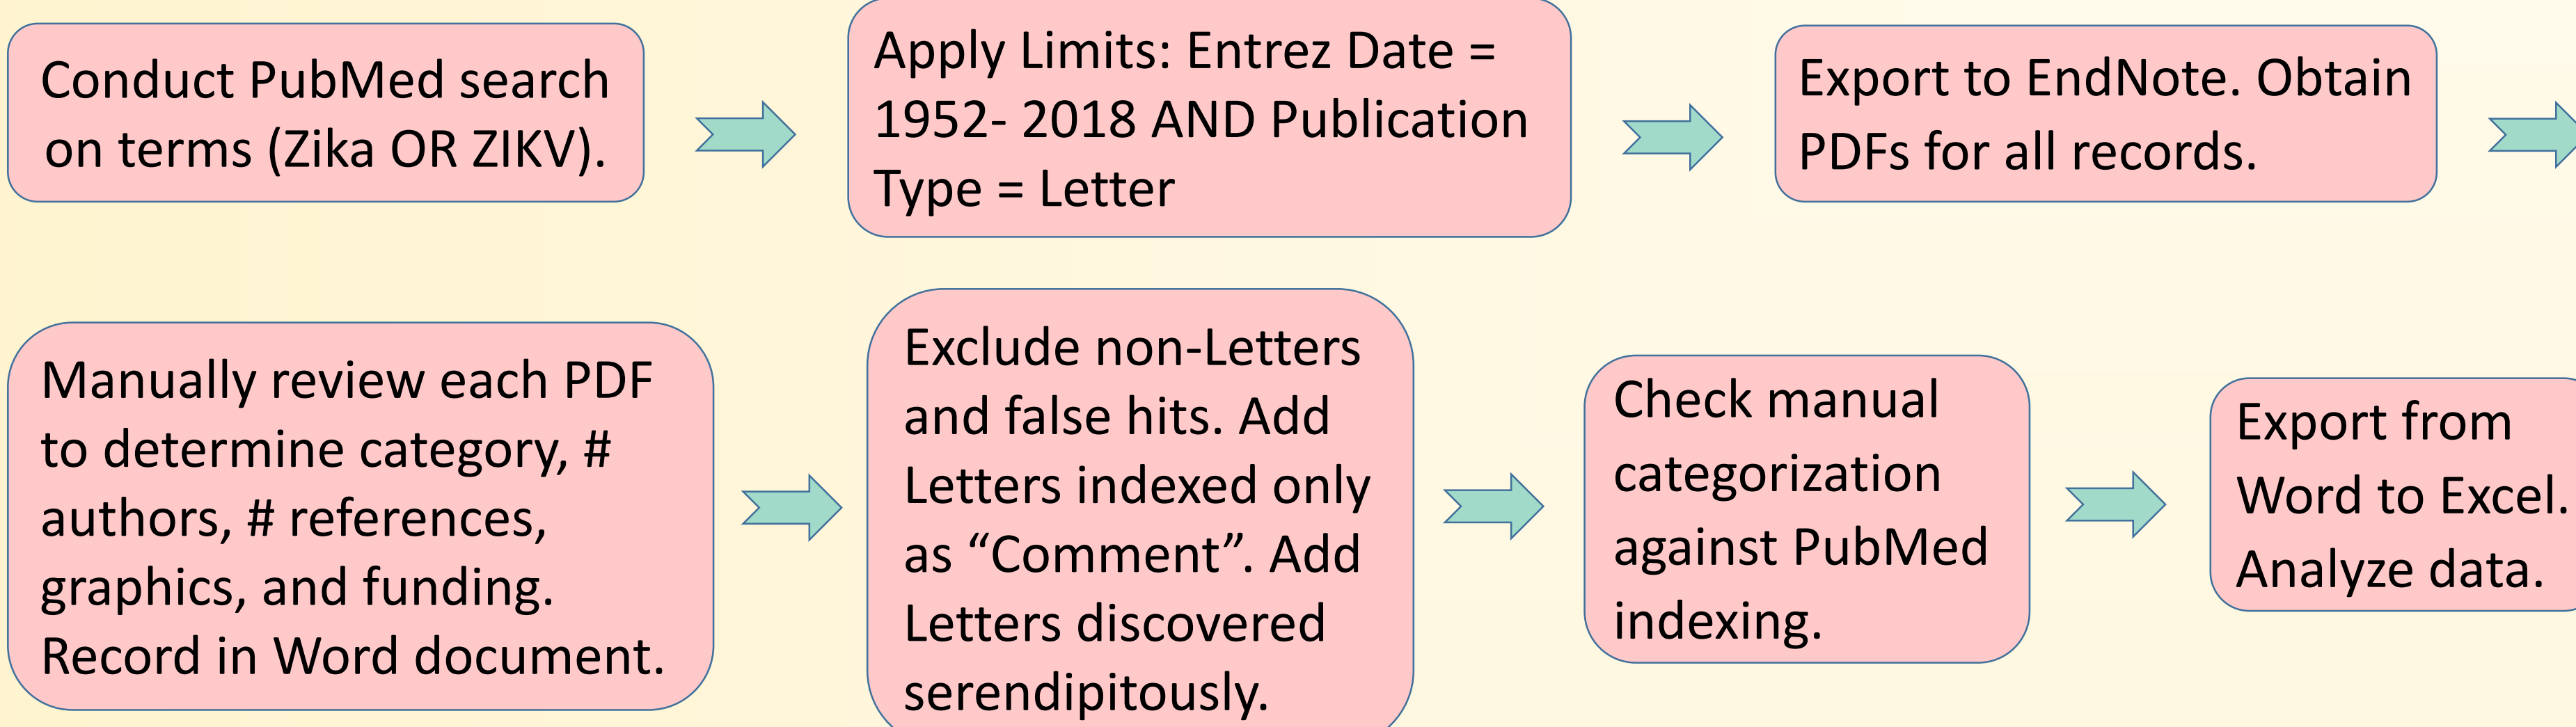 Conduct PubMed search
on terms (Zika OR ZIKV).
Apply Limits: Entrez Date =
1952- 2018 AND Publication
Type = Letter
Export to EndNote. Obtain
PDFs for all records.
Manually review each PDF
to determine category, #
authors, # references,
graphics, and funding.
Record in Word document.
Exclude non-Letters
and false hits. Add
Letters indexed only
as “Comment”. Add
Letters discovered
serendipitously.
Check manual
categorization
against PubMed
indexing.
Export from
Word to Excel.
Analyze data.